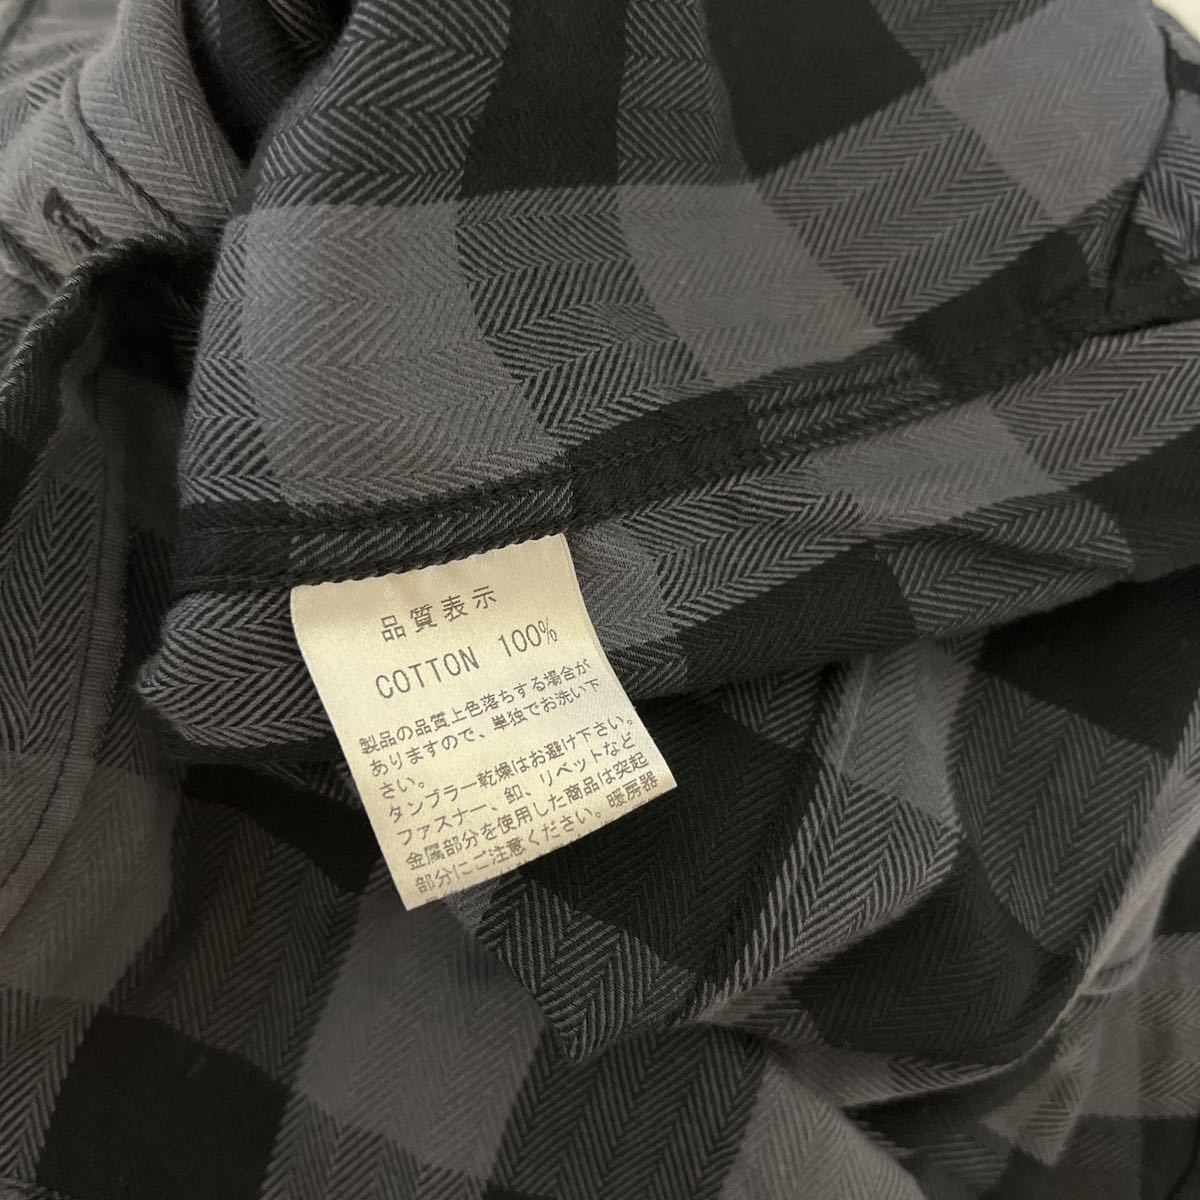 品質表示
COTTON 100%
製品の品質上色落ちする場合が
ありますので、単独でお洗い下
さい。
タンブラー乾燥はお避け下さい。
ファスナー、釦、リベットなど
金属部分を使用した商品は突起
部分にご注意ください。暖房器